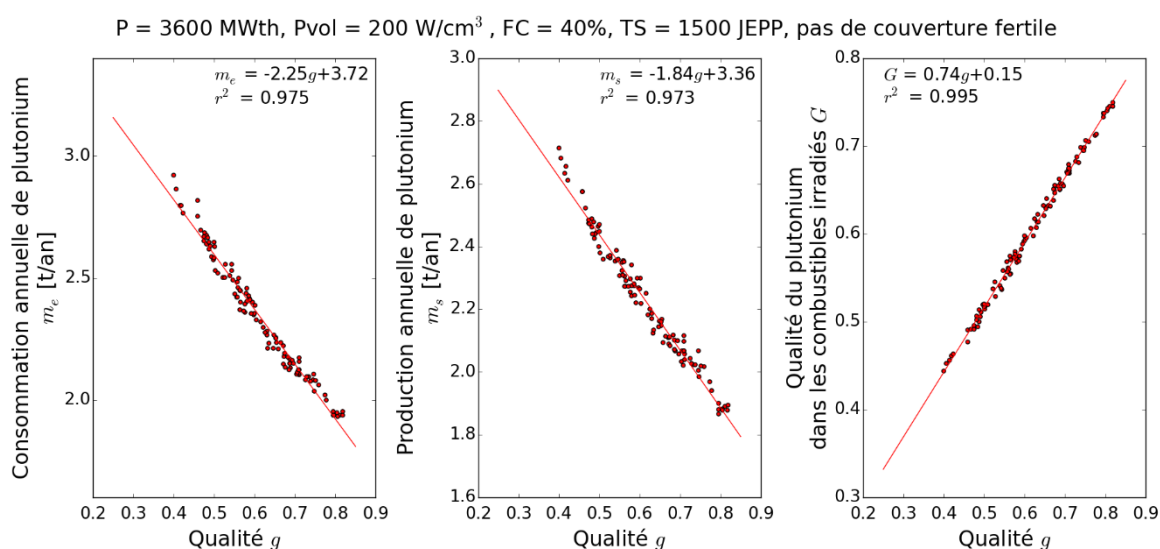 P = 3600 MWth, Pvol = 200 W/cm³ , FC = 40%, TS = 1500 JEPP, pas de couverture fertile
Consommation annuelle de plutonium
mₑ [t/an]
mₑ = -2.25g+3.72
r² = 0.975
3.0
2.5
2.0
0.2 0.3 0.4 0.5 0.6 0.7 0.8 0.9
Qualité g
Production annuelle de plutonium
mₛ [t/an]
mₛ = -1.84g+3.36
r² = 0.973
3.0
2.8
2.6
2.4
2.2
2.0
1.8
1.6
0.2 0.3 0.4 0.5 0.6 0.7 0.8 0.9
Qualité g
Qualité du plutonium
dans les combustibles irradiés G
G = 0.74g+0.15
r² = 0.995
0.8
0.7
0.6
0.5
0.4
0.3
0.2 0.3 0.4 0.5 0.6 0.7 0.8 0.9
Qualité g